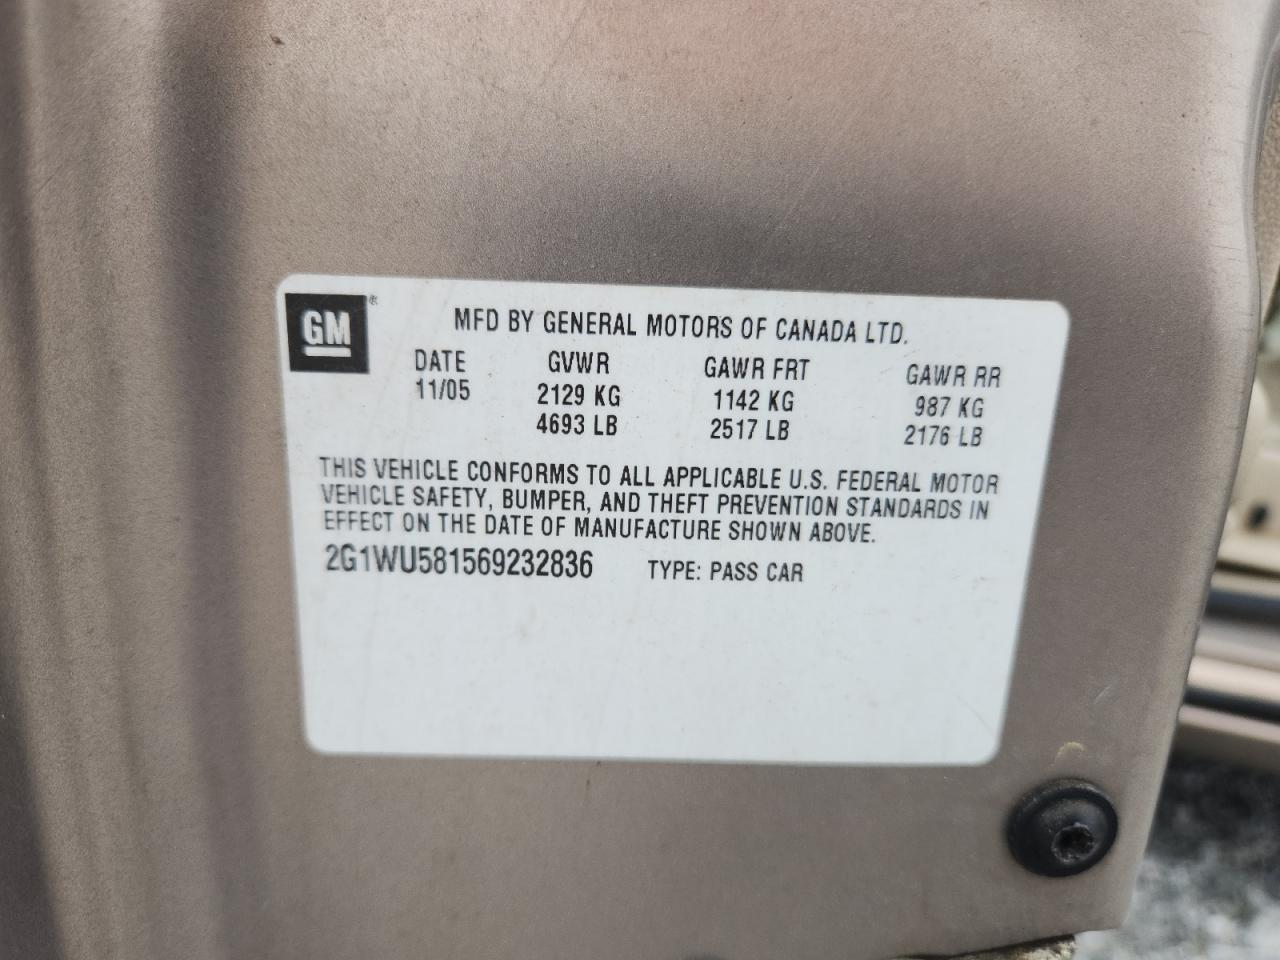 GM®
MFD BY GENERAL MOTORS OF CANADA LTD.
DATE GVWR GAWR FRT GAWR RR
11/05 2129 KG 1142 KG 987 KG
4693 LB 2517 LB 2176 LB
THIS VEHICLE CONFORMS TO ALL APPLICABLE U.S. FEDERAL MOTOR
VEHICLE SAFETY, BUMPER, AND THEFT PREVENTION STANDARDS IN
EFFECT ON THE DATE OF MANUFACTURE SHOWN ABOVE.
2G1WU581569232836 TYPE: PASS CAR